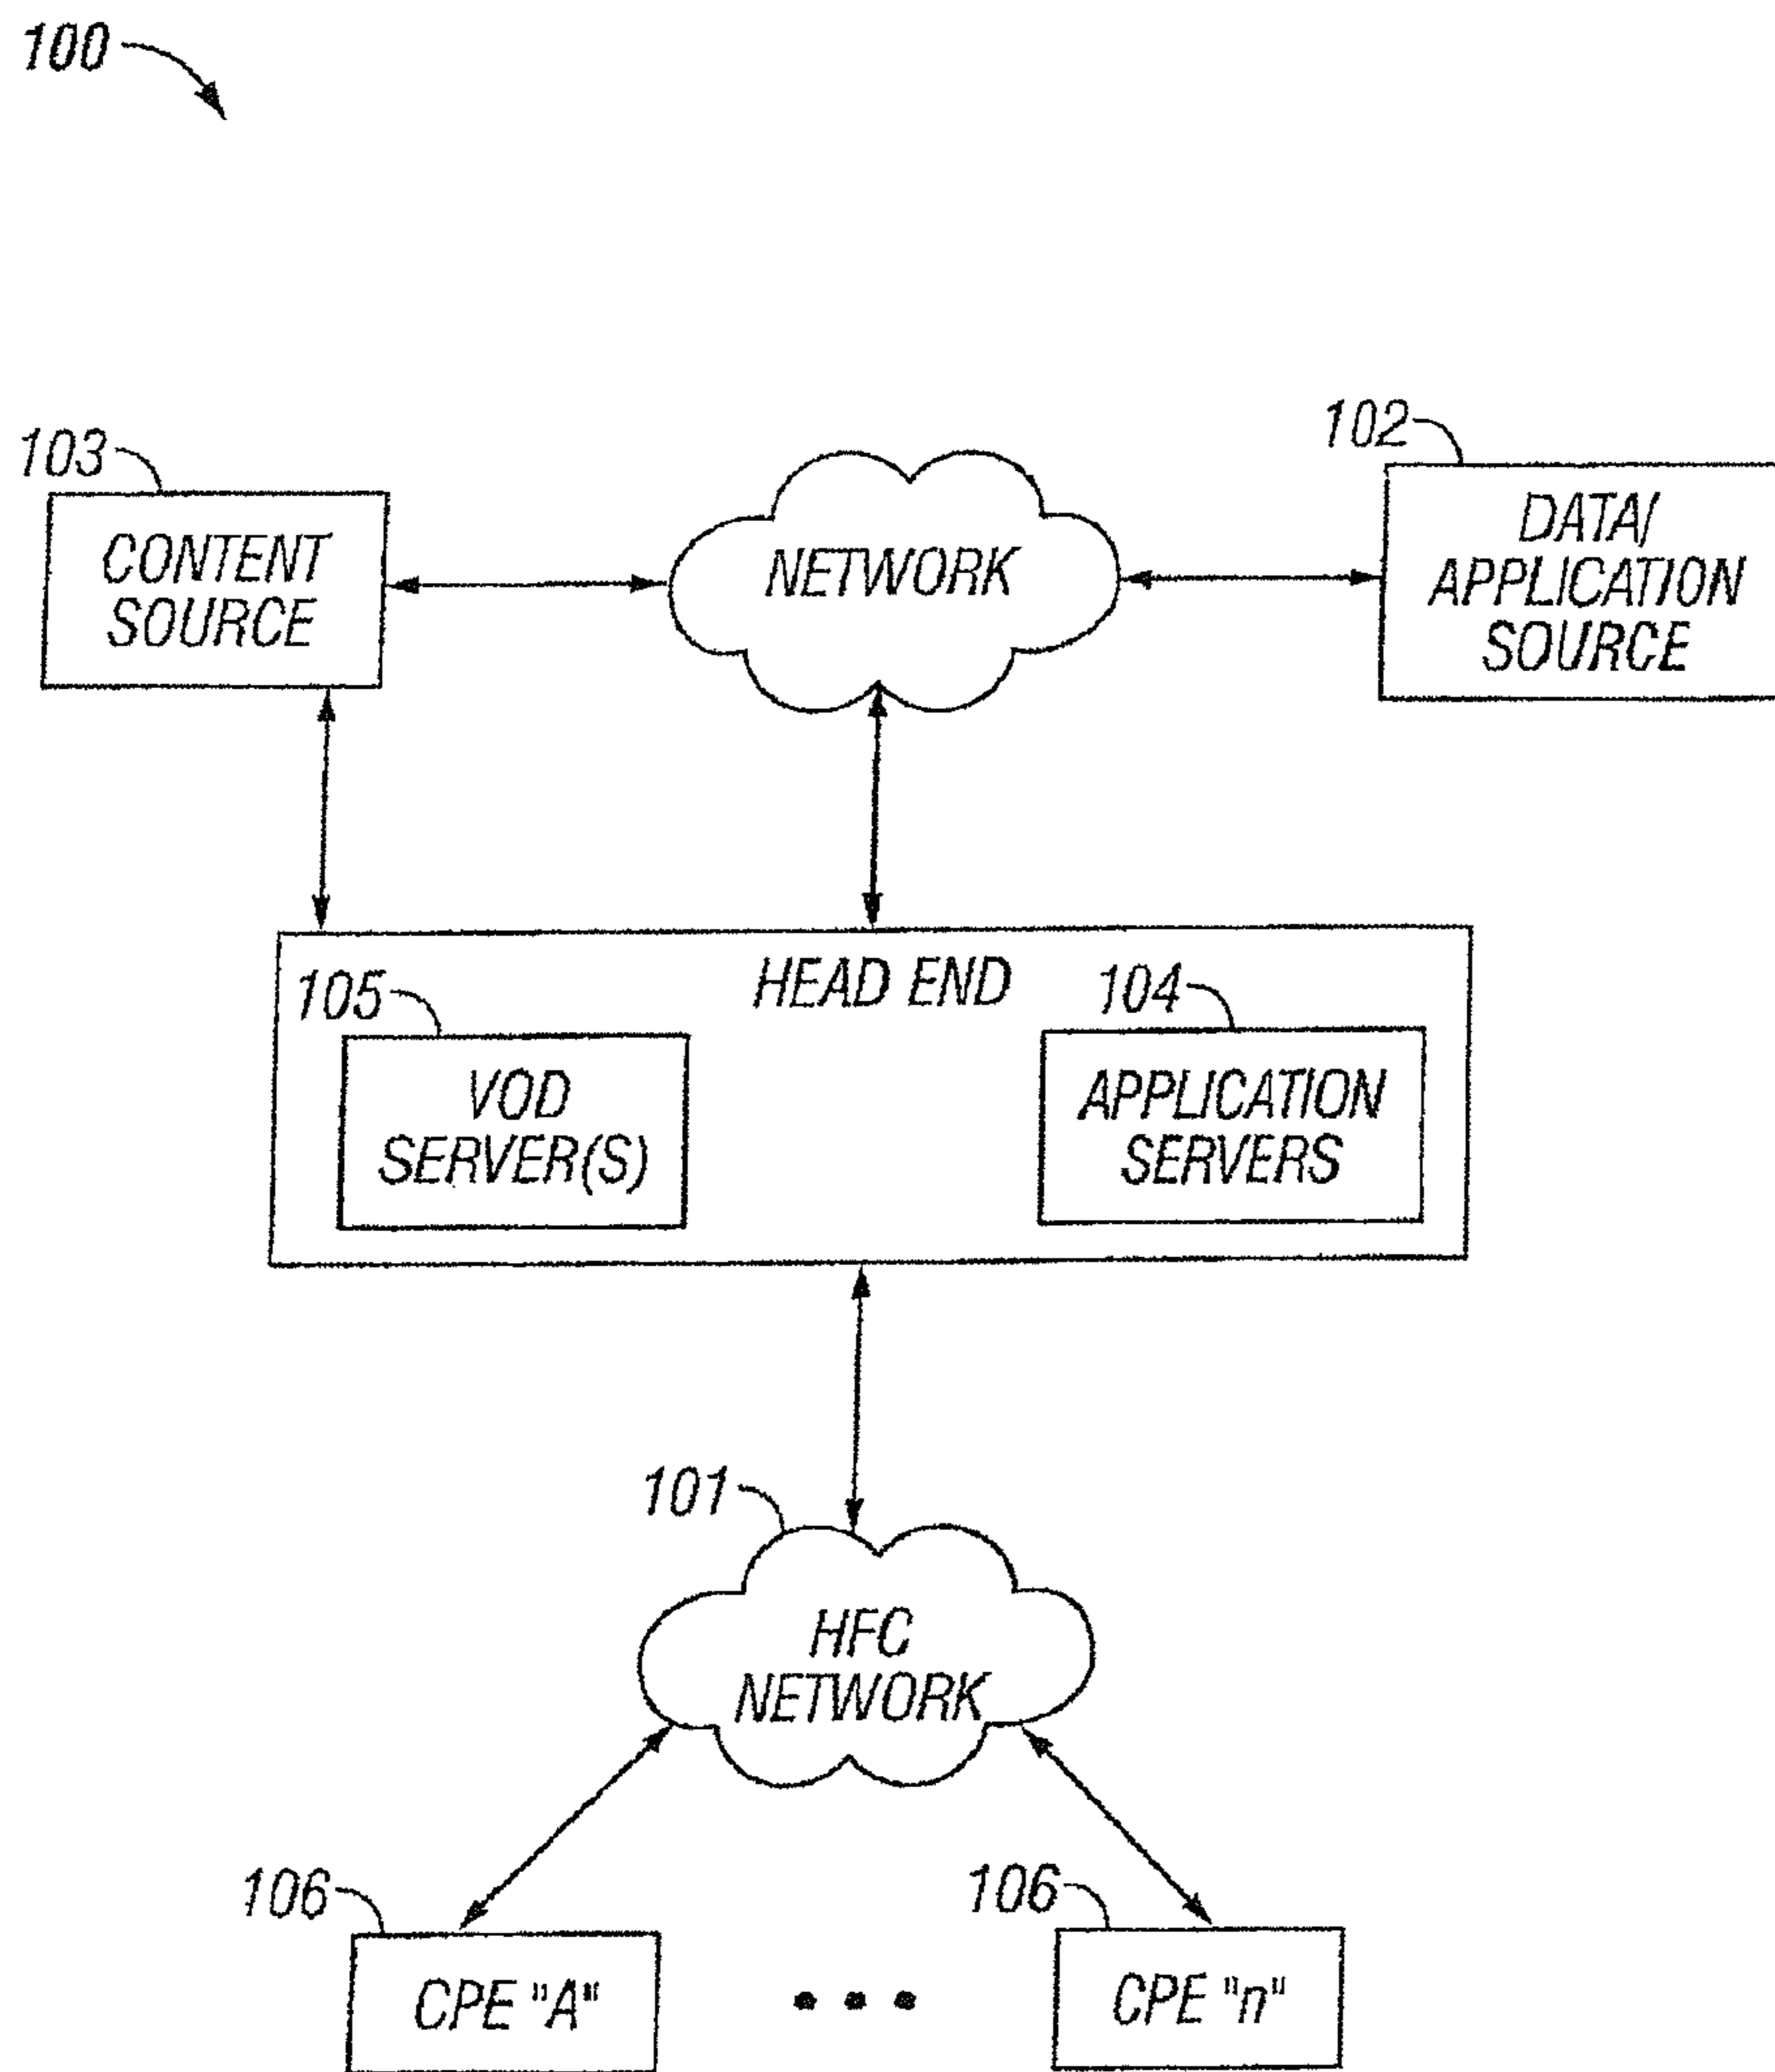 100
103
CONTENT
SOURCE
NETWORK
102
DATA/
APPLICATION
SOURCE
HEAD END
105
VOD
SERVER(S)
104
APPLICATION
SERVERS
101
HFC
NETWORK
106
CPE "A"
106
CPE "n"